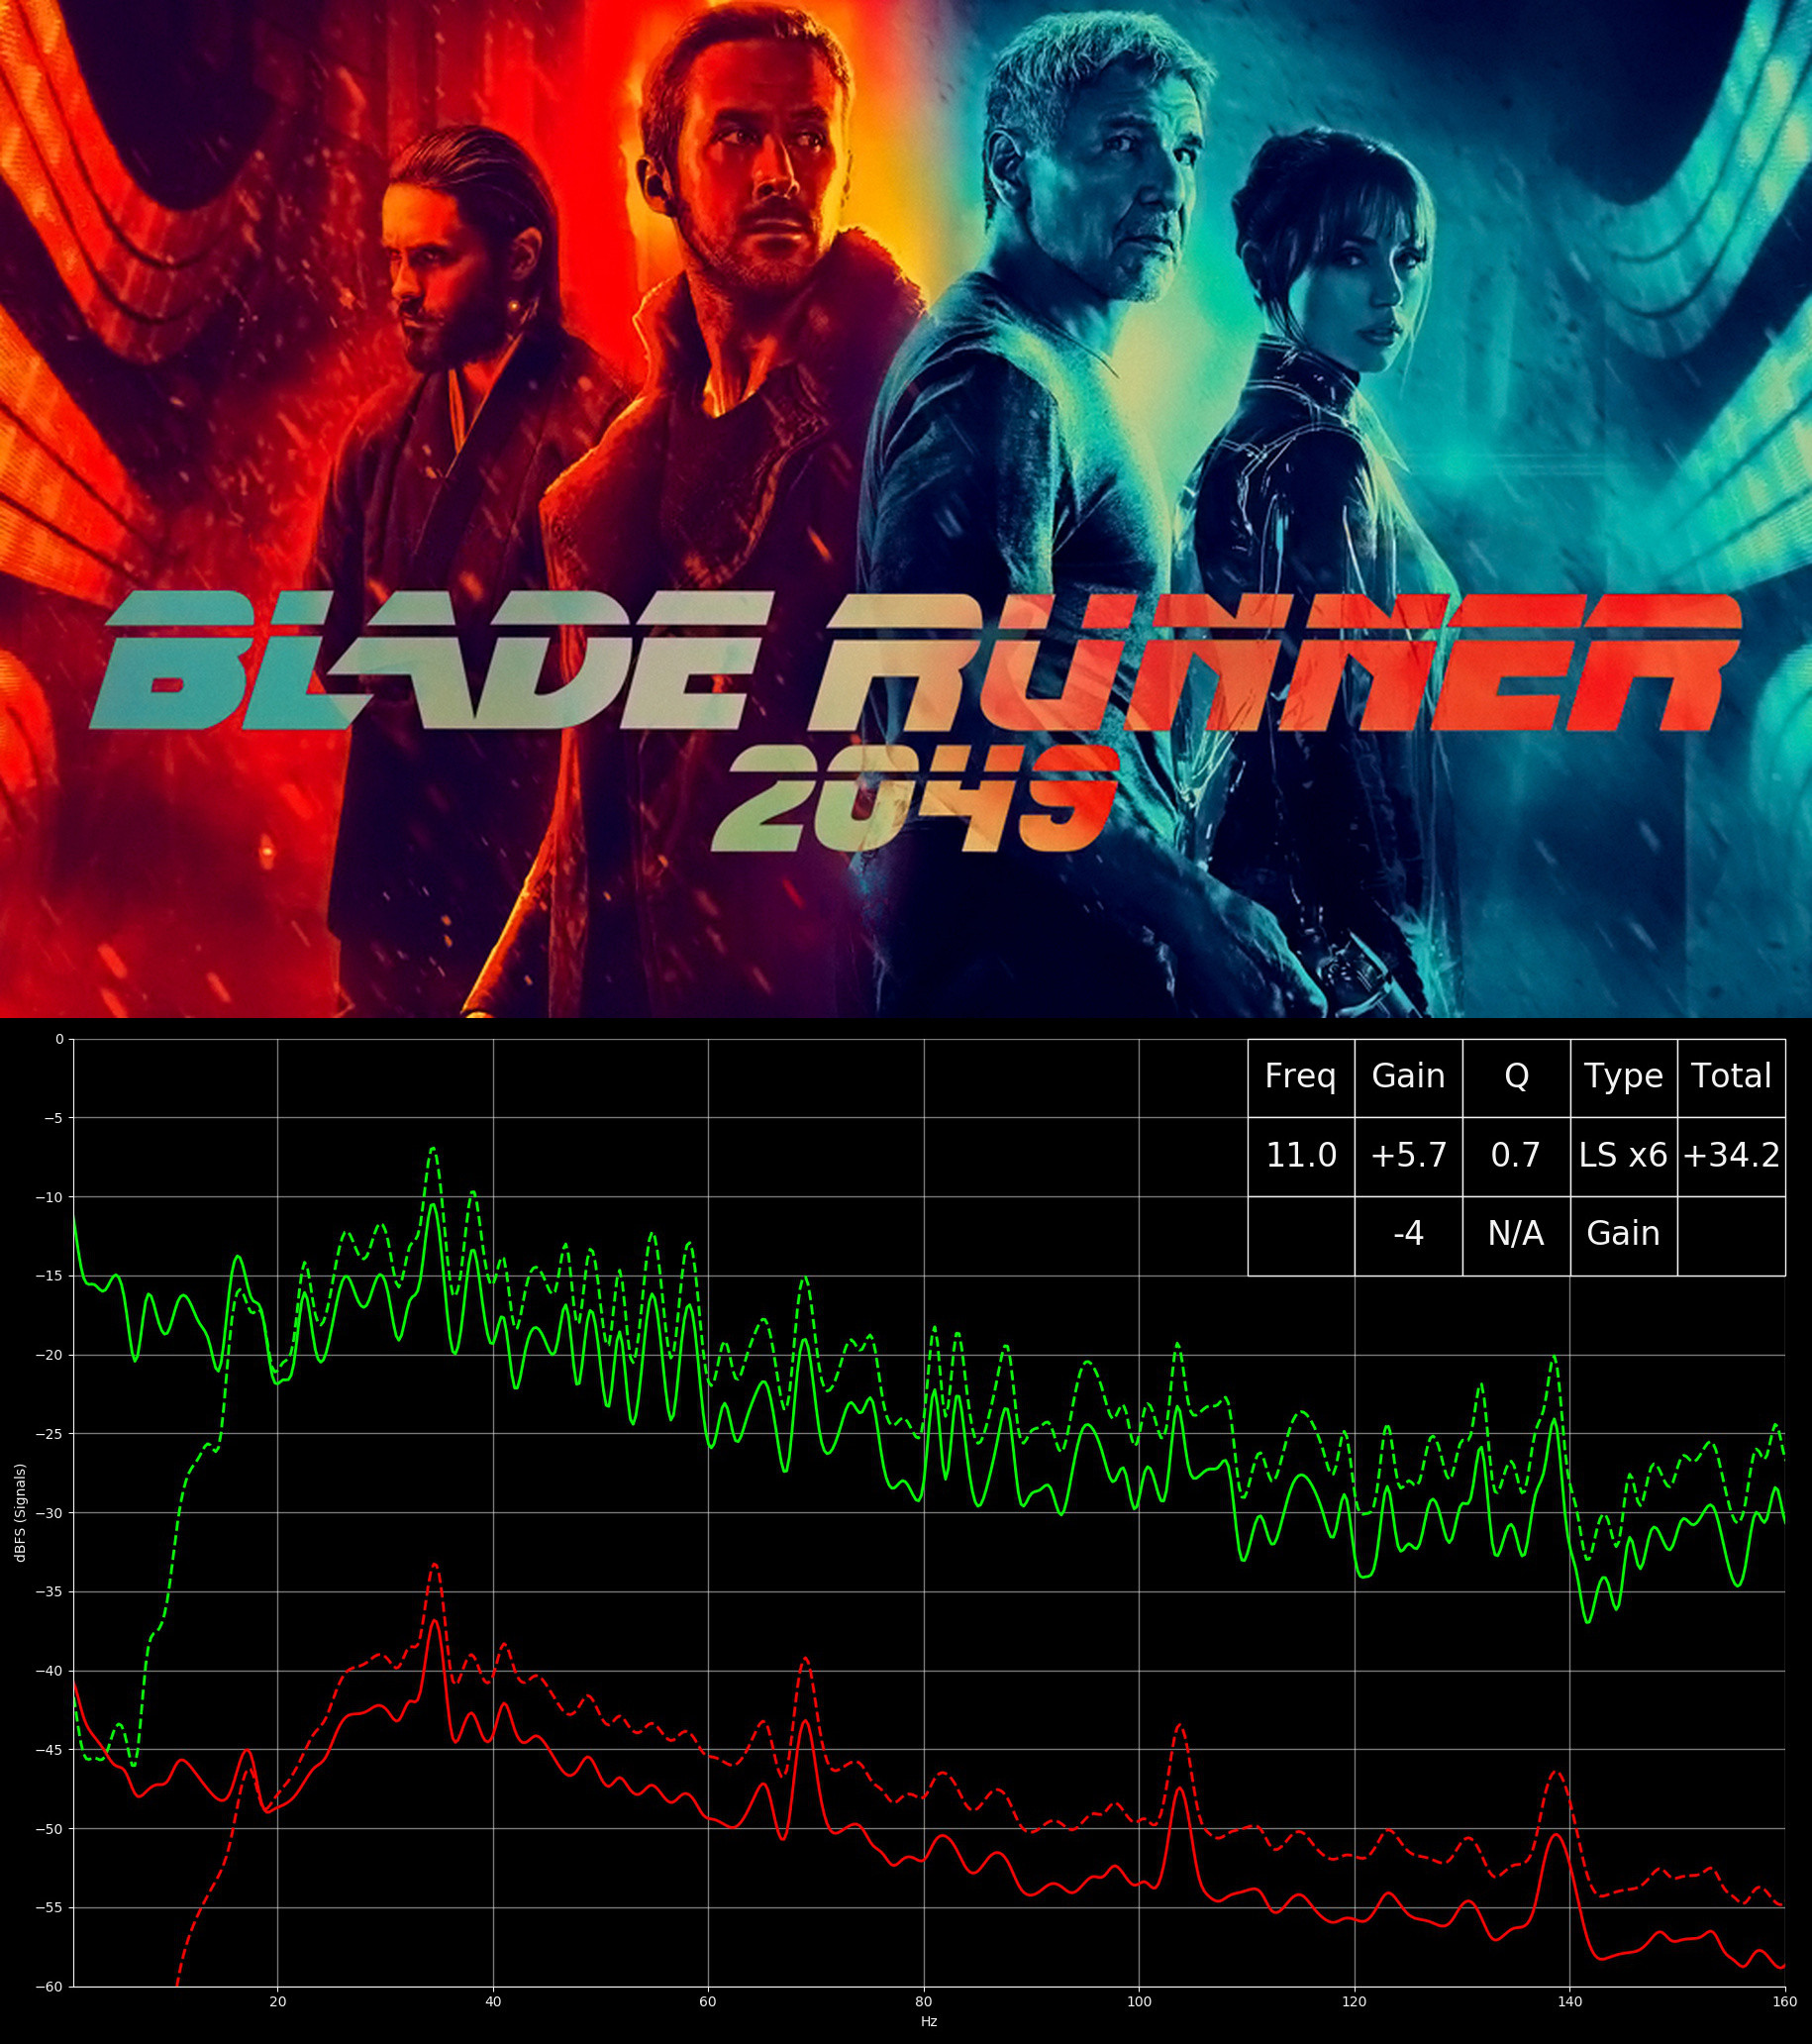 BLADE RUNNER
2049
Freq Gain Q Type Total
11.0 +5.7 0.7 LS x6 +34.2
-4 N/A Gain
0
−5
−10
−15
−20
−25
−30
−35
−40
−45
−50
−55
−60
dBFS (Signals)
20 40 60 80 100 120 140 160
Hz